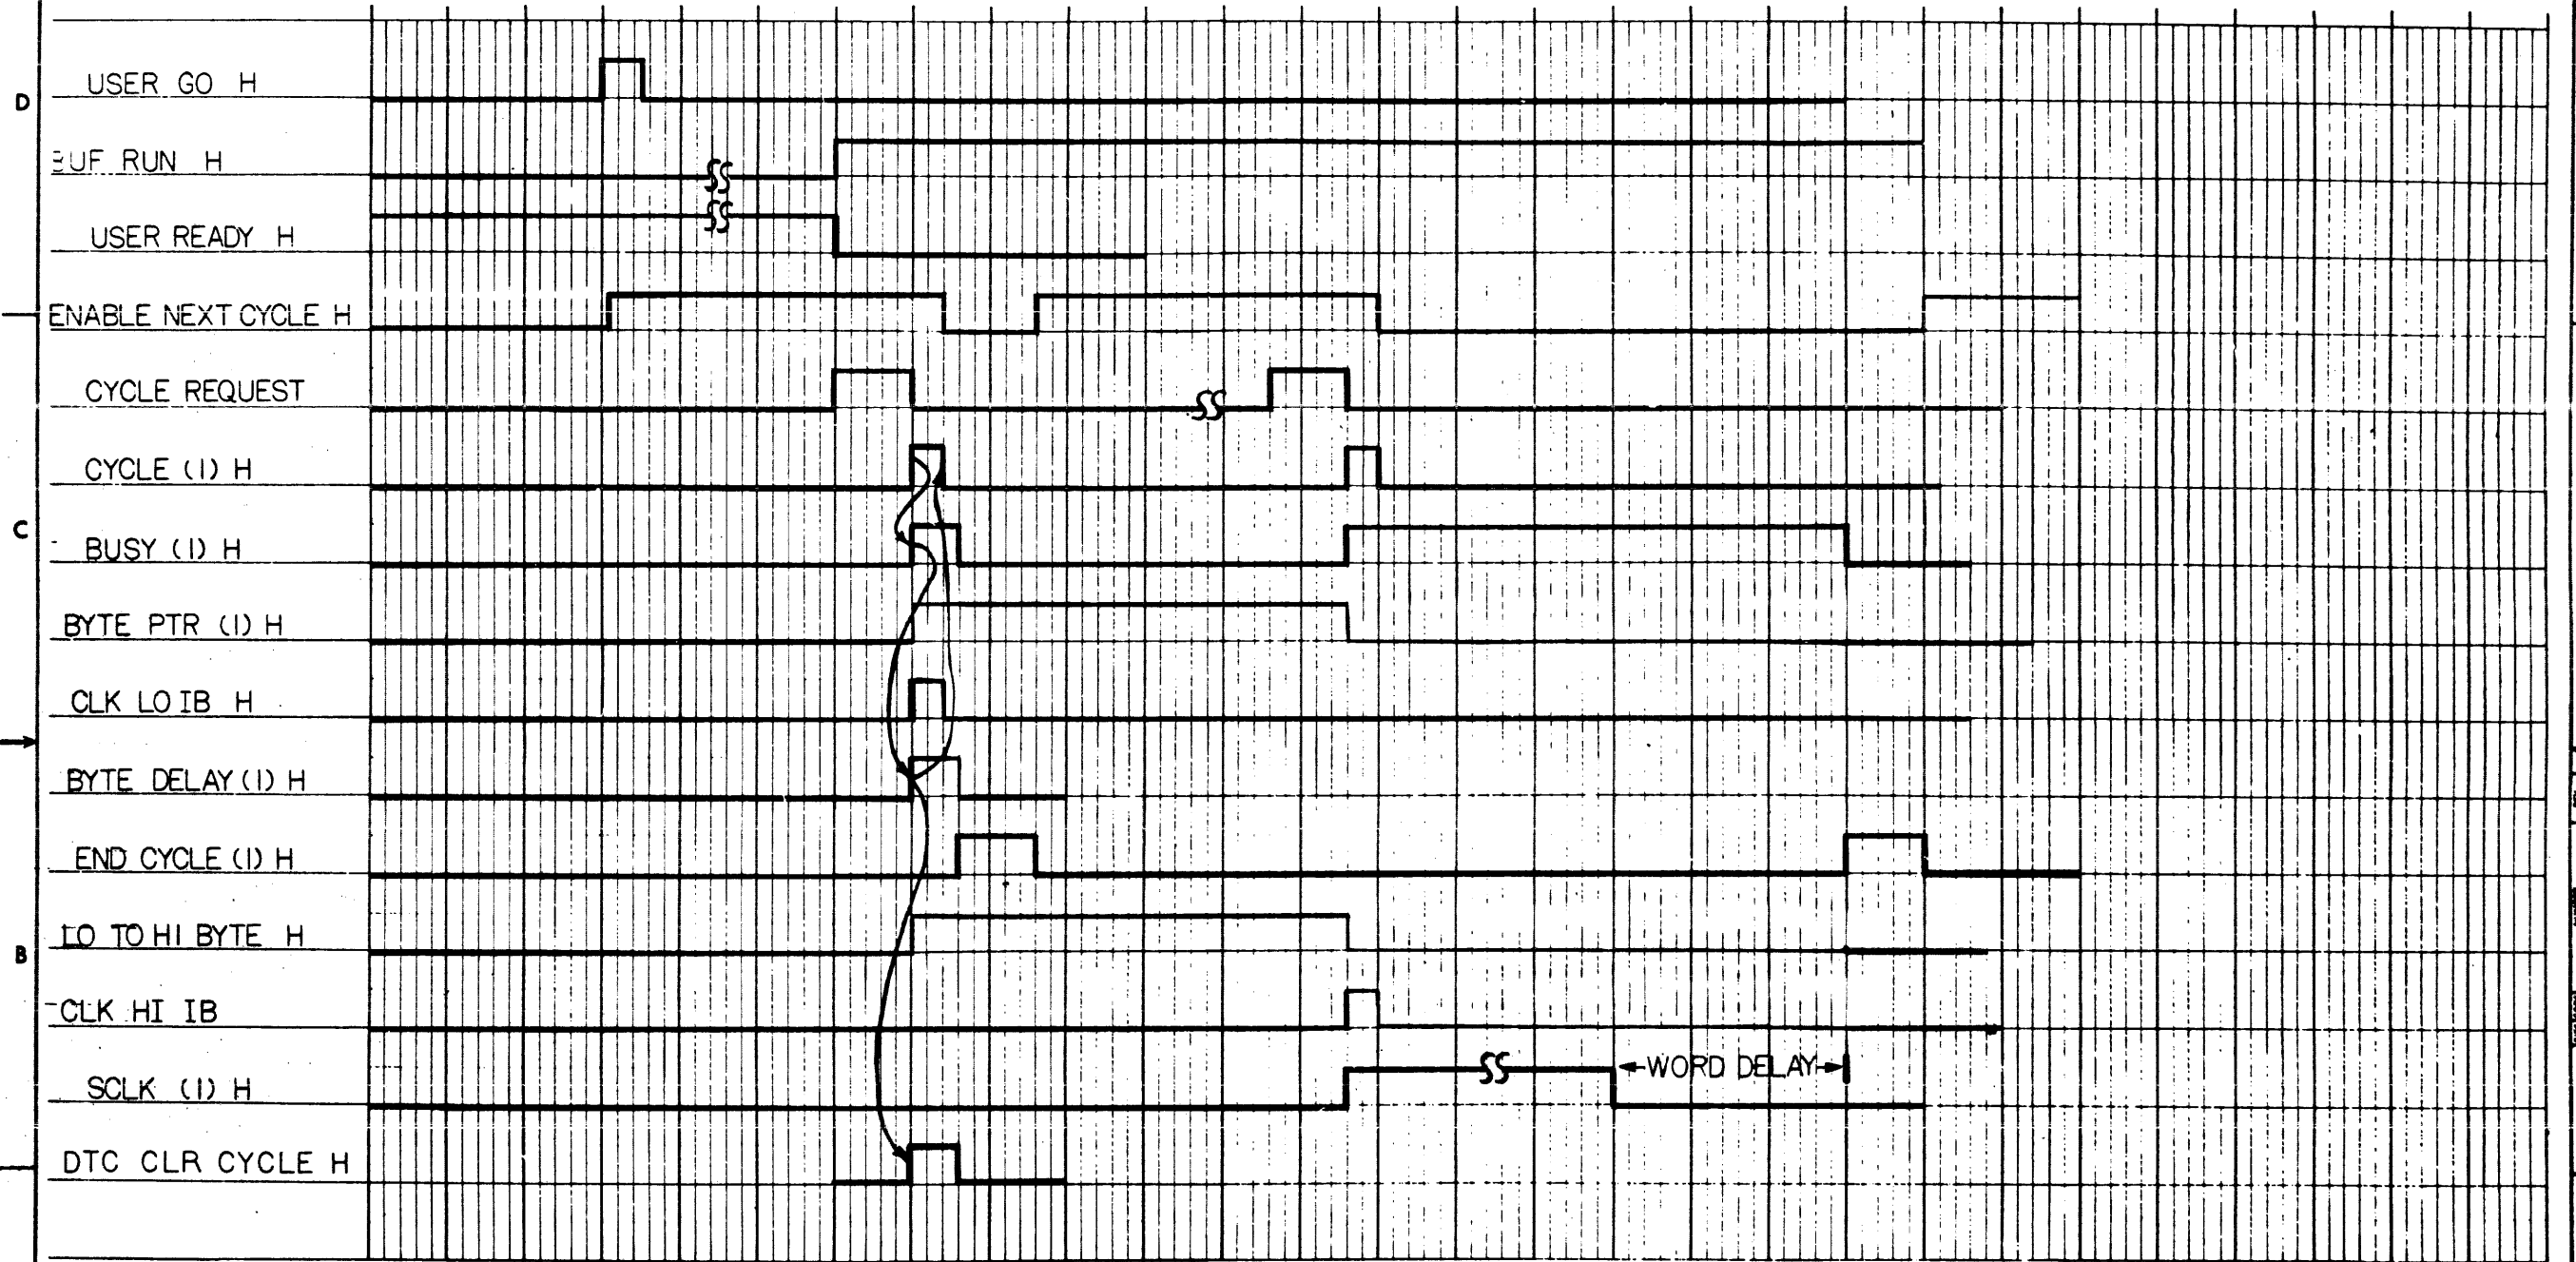 USER GO H
D
BUF RUN H
USER READY H
ENABLE NEXT CYCLE H
CYCLE REQUEST
CYCLE (1) H
C
BUSY (1) H
BYTE PTR (1) H
CLK LO IB H
BYTE DELAY (1) H
END CYCLE (1) H
LO TO HI BYTE H
B
CLK HI IB
WORD DELAY
SCLK (1) H
DTC CLR CYCLE H